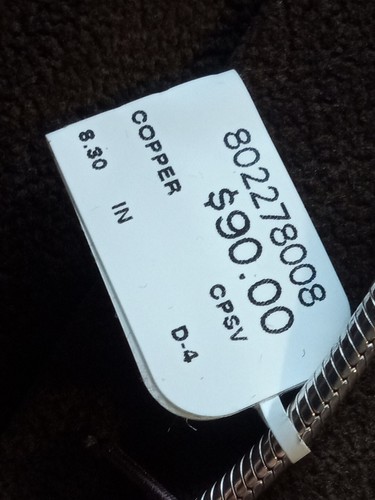 802278008
$90.00
CPSV
D-4
COPPER
8.30 IN